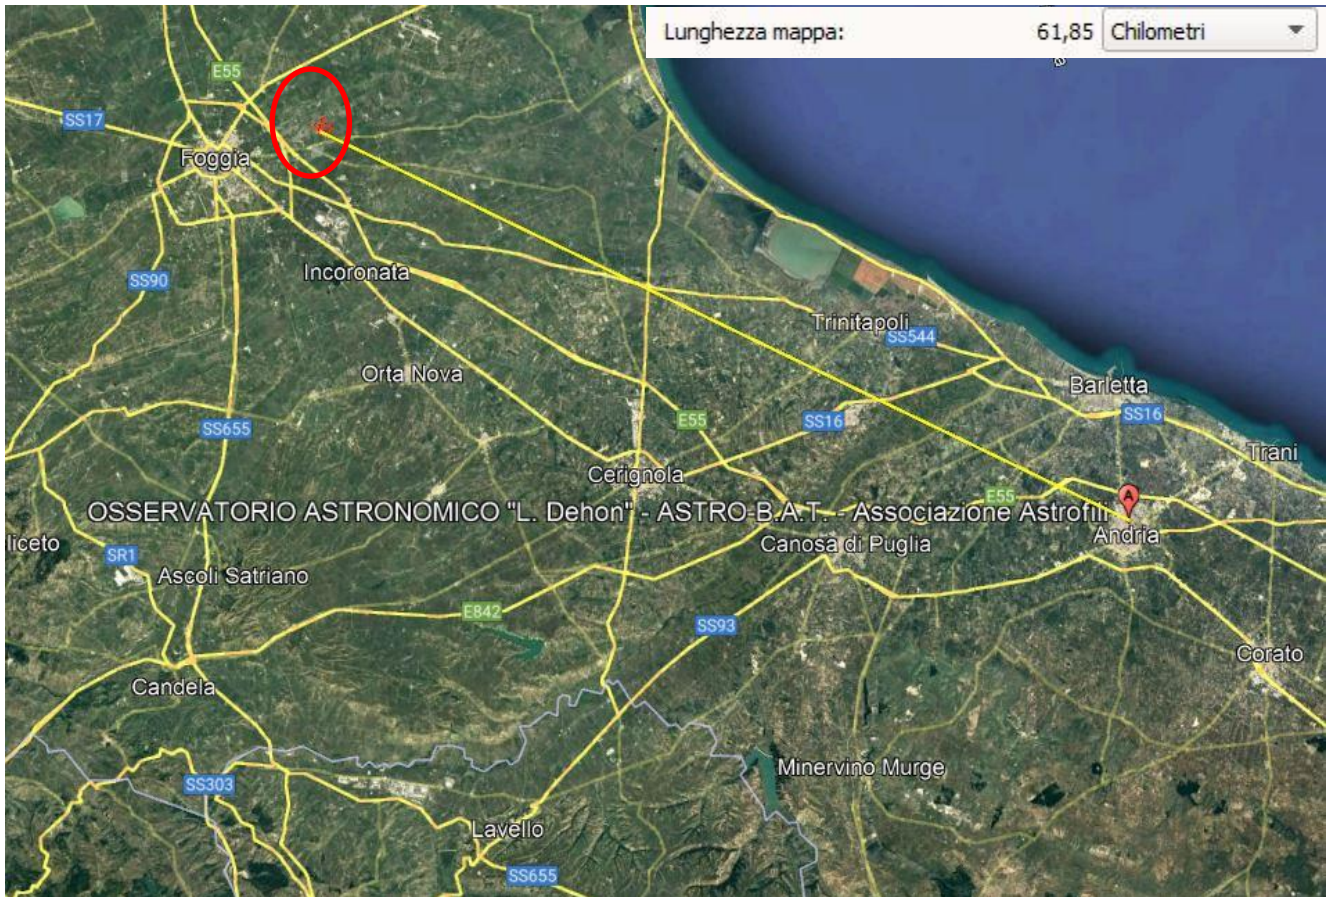 Lunghezza mappa: 61,85 Chilometri
E55
SS17
Foggia
SS90
Incoronata
Trinitapoli
SS544
Orta Nova
Barletta
SS655
E55
SS16
SS16
Trani
Cerignola
A
E55
OSSERVATORIO ASTRONOMICO "L. Dehon" - ASTRO-B.A.T. - Associazione Astrofili
Andria
liceto
Canosa di Puglia
SR1
Ascoli Satriano
E842
SS93
Corato
Candela
Minervino Murge
SS303
Lavello
SS655